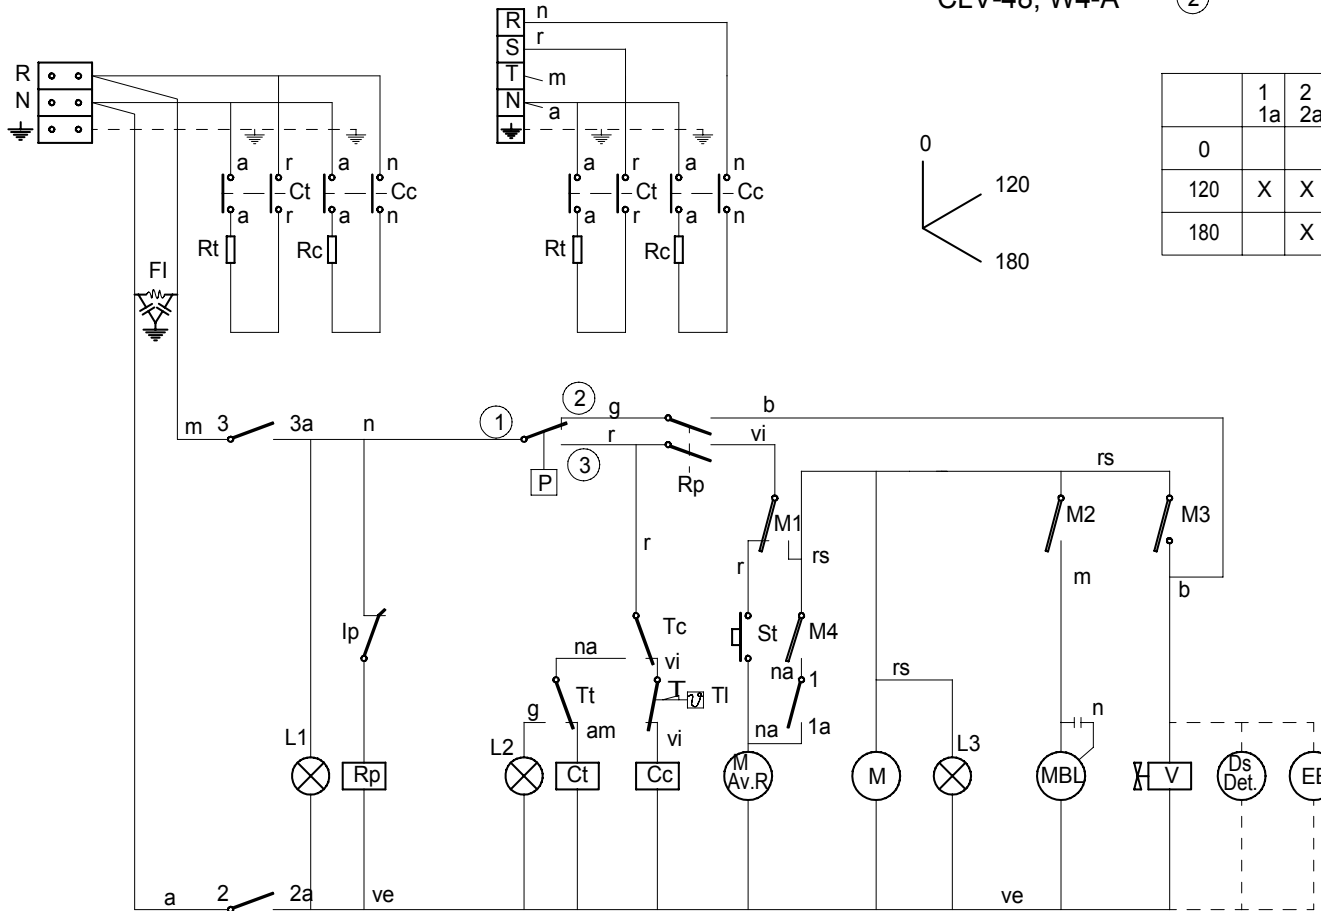 CLV-48, W4-A 2
R
N
R n
S r
T m
N a
1 2
1a 2a
0
120 X X
180 X
0
120
180
a r a n
Ct Cc
a r a n
Rt Rc
a r a n
Ct Cc
a r a n
Rt Rc
FI
m 3 3a n 1 2 g b
r vi
3
P Rp
rs
M1 M2 M3
r r rs m b
Ip Tc St M4
na vi na
Tt Tl 1
rs
g am vi na 1a n
L1 L2 L3
Rp Ct Cc M
Av.R M MBL V Ds
Det.
a 2 2a ve ve